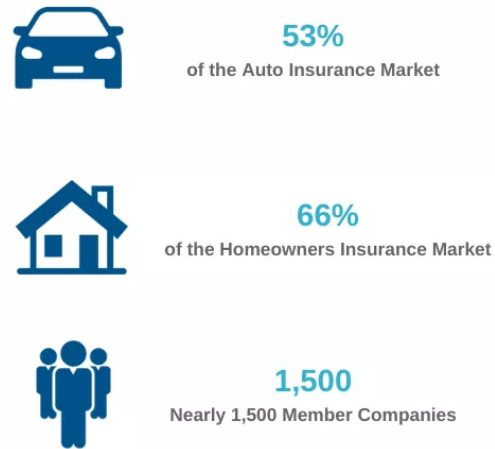 53%
of the Auto Insurance Market
66%
of the Homeowners Insurance Market
1,500
Nearly 1,500 Member Companies